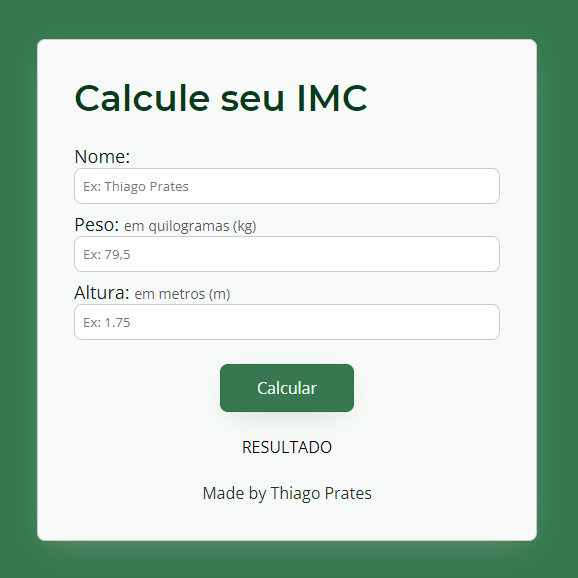 Calcule seu IMC
Nome:
Ex: Thiago Prates
Peso: em quilogramas (kg)
Ex: 79,5
Altura: em metros (m)
Ex: 1.75
Calcular
RESULTADO
Made by Thiago Prates